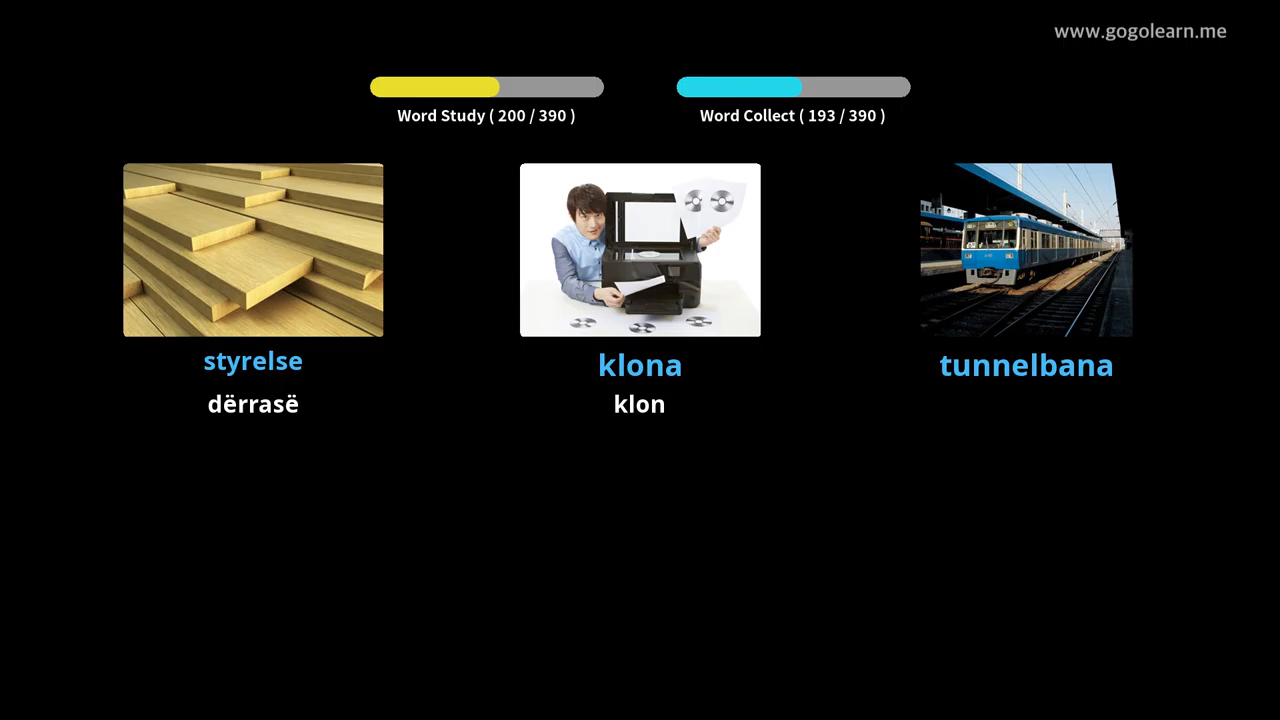 www.gogolearn.me
Word Study ( 200 / 390 )
Word Collect ( 193 / 390 )
styrelse
klona
tunnelbana
dërrasë
klon